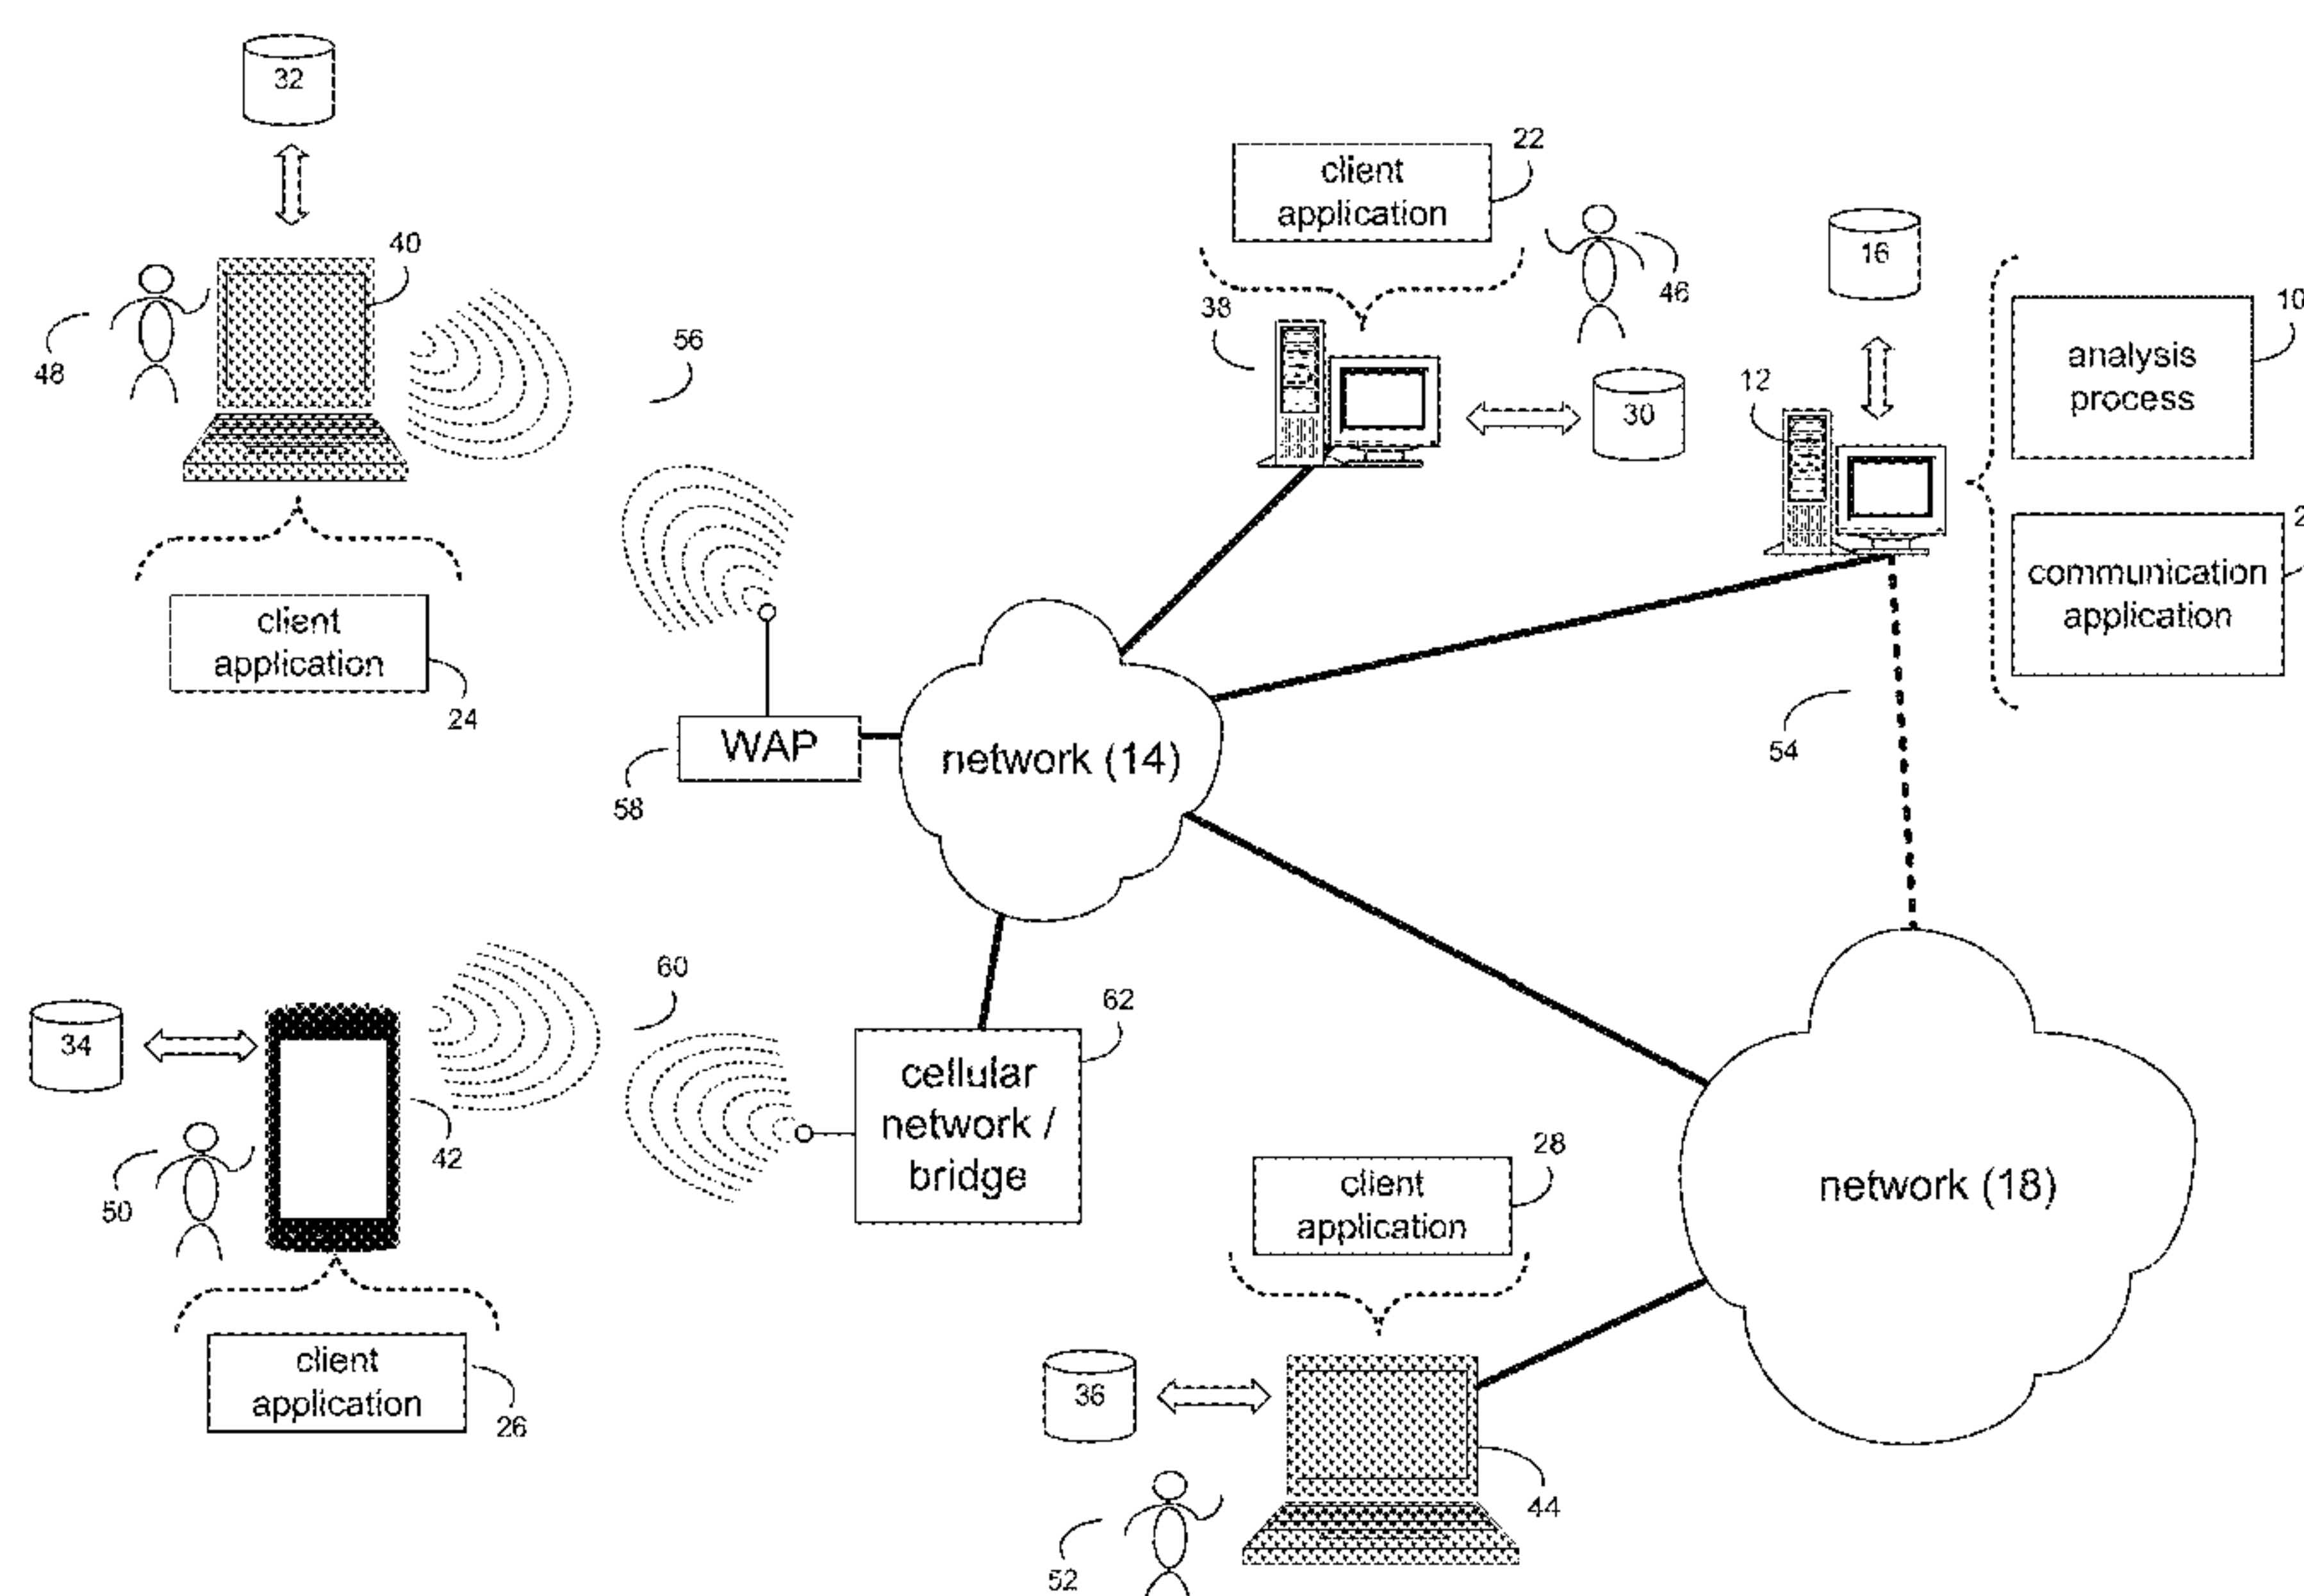 32
22
client
application
40
46
16
10
analysis
process
38
48
56
12
30
communication
application
client
application
24
54
WAP
58
network (14)
60
62
34
cellular
network /
bridge
42
50
28
client
application
network (18)
client
application
26
36
44
52